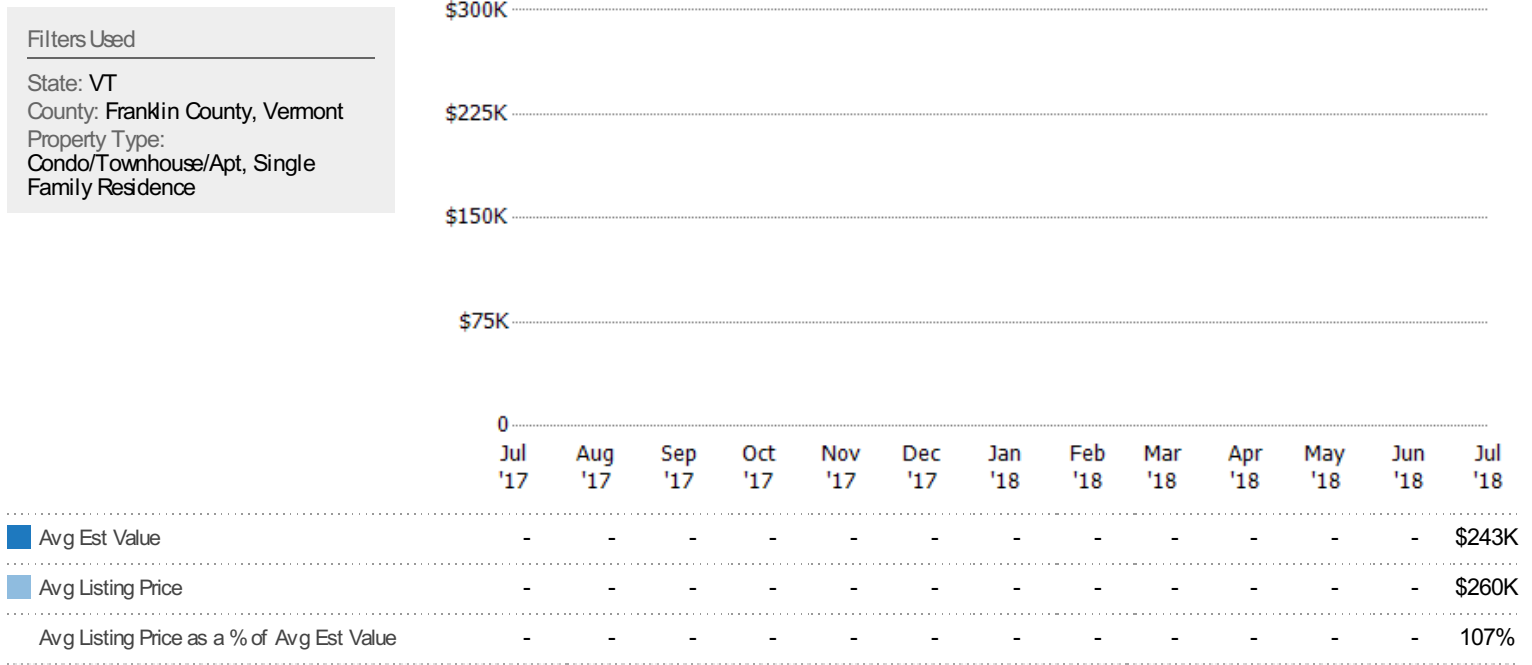 Filters Used
State: VT
County: Franklin County, Vermont
Property Type:
Condo/Townhouse/Apt, Single
Family Residence
$300K
$225K
$150K
$75K
0
Jul Aug Sep Oct Nov Dec Jan Feb Mar Apr May Jun Jul
'17 '17 '17 '17 '17 '17 '18 '18 '18 '18 '18 '18 '18
Avg Est Value - - - - - - - - - - - - $243K
Avg Listing Price - - - - - - - - - - - - $260K
Avg Listing Price as a % of Avg Est Value - - - - - - - - - - - - 107%